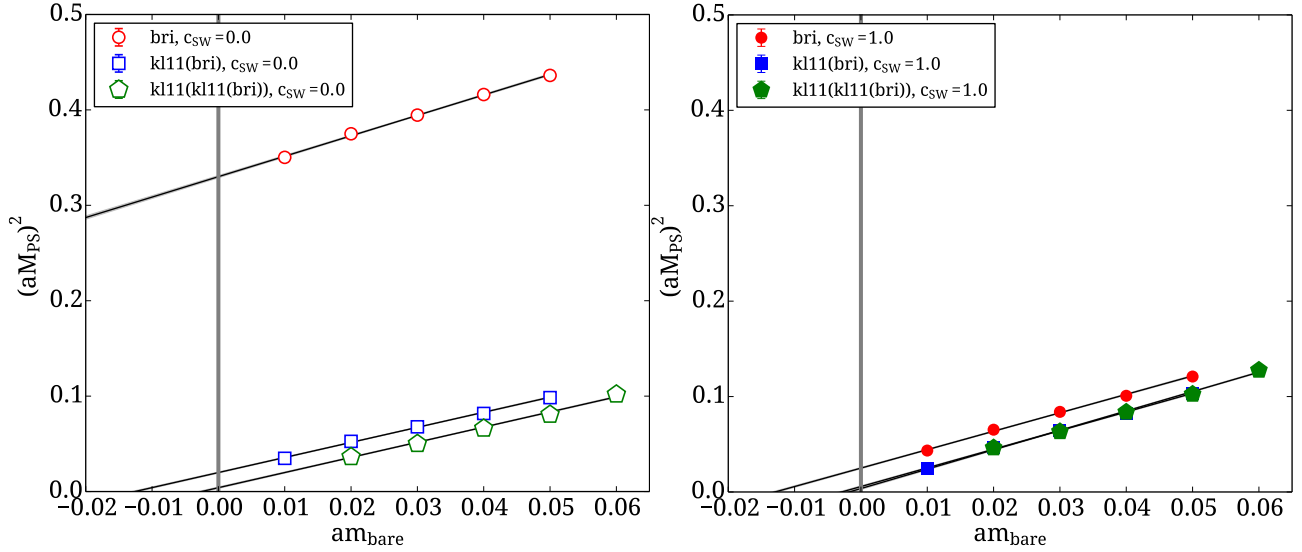 0.5
bri, c_SW=0.0
kl11(bri), c_SW=0.0
kl11(kl11(bri)), c_SW=0.0
0.4
0.3
0.2
0.1
0.0
(aM_PS)^2
−0.02 −0.01 0.00 0.01 0.02 0.03 0.04 0.05 0.06
am_bare
0.5
bri, c_SW=1.0
kl11(bri), c_SW=1.0
kl11(kl11(bri)), c_SW=1.0
0.4
0.3
0.2
0.1
0.0
(aM_PS)^2
−0.02 −0.01 0.00 0.01 0.02 0.03 0.04 0.05 0.06
am_bare